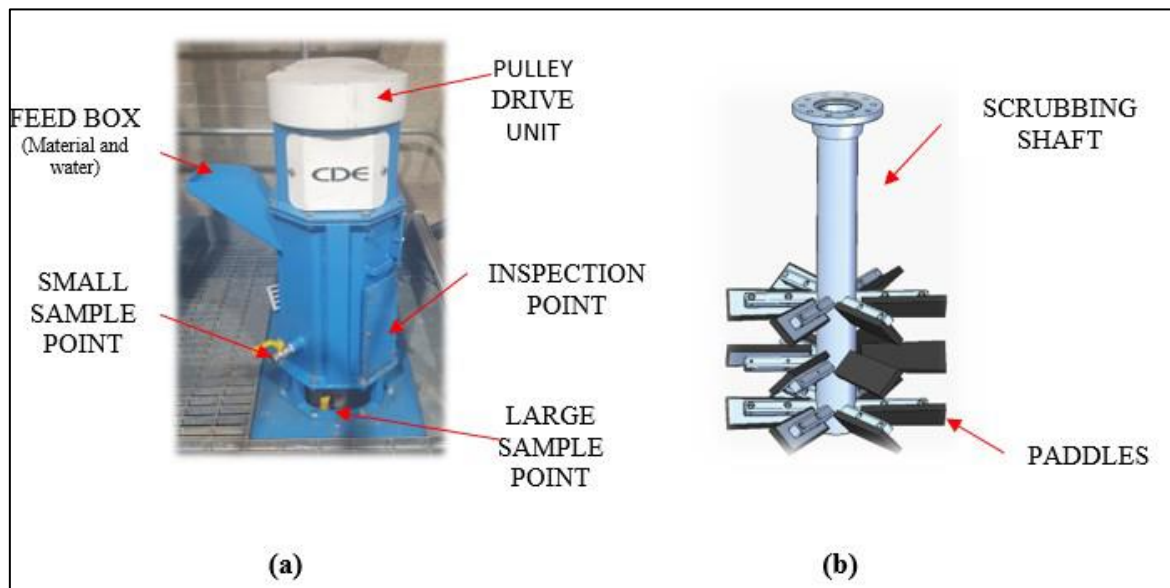 PULLEY
DRIVE
UNIT
FEED BOX
(Material and
water)
CDE
SCRUBBING
SHAFT
SMALL
SAMPLE
POINT
INSPECTION
POINT
LARGE
SAMPLE
POINT
PADDLES
(a)
(b)